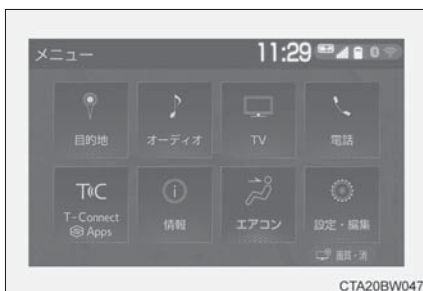 メニュー 11:29
目的地 オーディオ TV 電話
T-Connect Apps 情報 エアコン 設定・編集
TC
画質・消
CTA20BW047